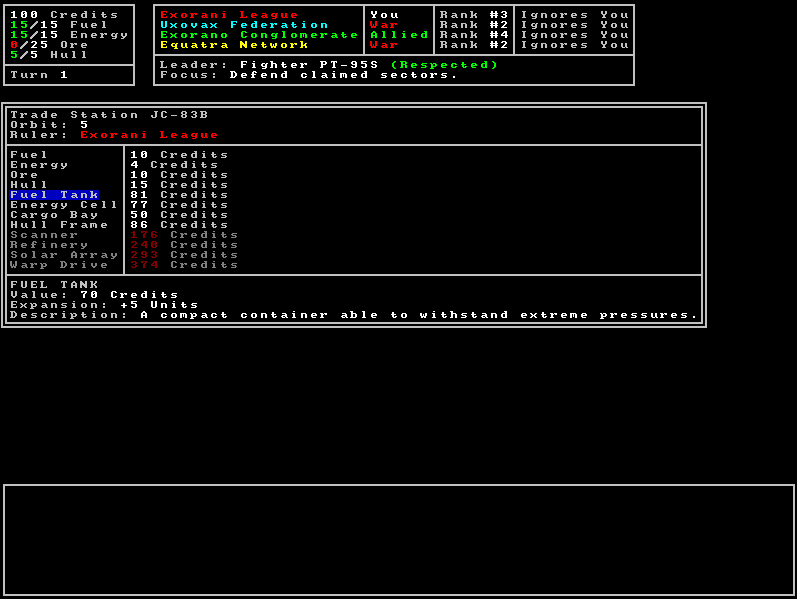 100 Credits
15/15 Fuel
15/15 Energy
0/25 Ore
5/5 Hull
Turn 1
Exorani League You Rank #3 Ignores You
Uxovax Federation War Rank #2 Ignores You
Exorano Conglomerate Allied Rank #4 Ignores You
Equatra Network War Rank #2 Ignores You
Leader: Fighter PT-95S (Respected)
Focus: Defend claimed sectors.
Trade Station JC-83B
Orbit: 5
Ruler: Exorani League
Fuel 10 Credits
Energy 4 Credits
Ore 10 Credits
Hull 15 Credits
Fuel Tank 81 Credits
Energy Cell 77 Credits
Cargo Bay 50 Credits
Hull Frame 86 Credits
Scanner 176 Credits
Refinery 240 Credits
Solar Array 293 Credits
Warp Drive 374 Credits
FUEL TANK
Value: 70 Credits
Expansion: +5 Units
Description: A compact container able to withstand extreme pressures.